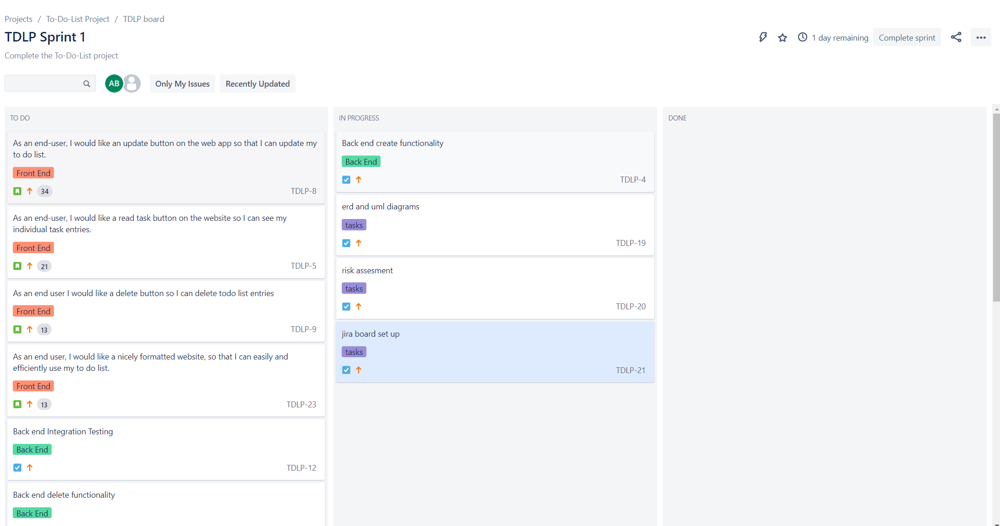 Projects / To-Do-List Project / TDLP board
TDLP Sprint 1
1 day remaining
Complete sprint
Complete the To-Do-List project
AB
Only My Issues
Recently Updated
TO DO
As an end-user, I would like an update button on the web app so that I can update my
to do list.
Front End
34
TDLP-8
As an end-user, I would like a read task button on the website so I can see my
individual task entries.
Front End
21
TDLP-5
As an end user I would like a delete button so I can delete todo list entries
Front End
13
TDLP-9
As an end user, I would like a nicely formatted website, so that I can easily and
efficiently use my to do list.
Front End
13
TDLP-23
Back end Integration Testing
Back End
TDLP-12
Back end delete functionality
Back End
IN PROGRESS
Back end create functionality
Back End
TDLP-4
erd and uml diagrams
tasks
TDLP-19
risk assesment
tasks
TDLP-20
jira board set up
tasks
TDLP-21
DONE